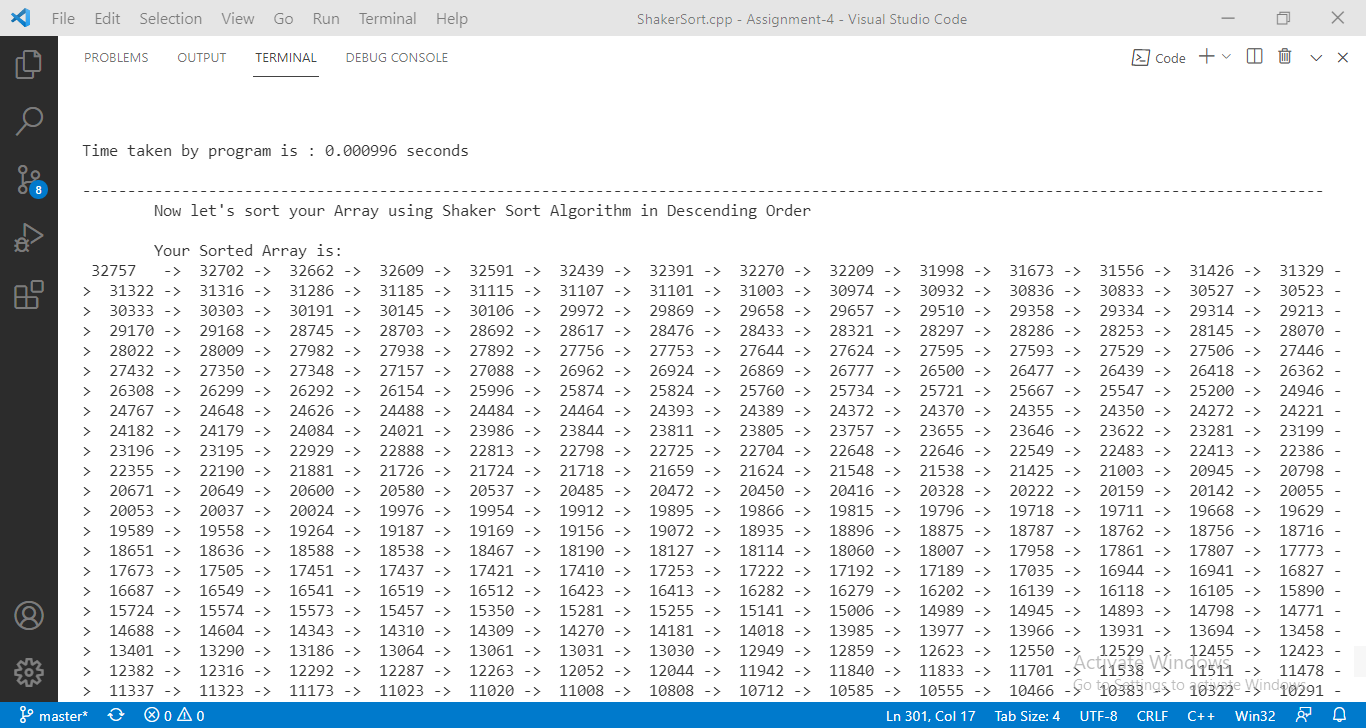 File Edit Selection View Go Run Terminal Help ShakerSort.cpp - Assignment-4 - Visual Studio Code
PROBLEMS OUTPUT TERMINAL DEBUG CONSOLE Code
Time taken by program is : 0.000996 seconds
------------------------------------------------------------------------------------------------------------------------------------------
Now let's sort your Array using Shaker Sort Algorithm in Descending Order
Your Sorted Array is:
32757 -> 32702 -> 32662 -> 32609 -> 32591 -> 32439 -> 32391 -> 32270 -> 32209 -> 31998 -> 31673 -> 31556 -> 31426 -> 31329 -
> 31322 -> 31316 -> 31286 -> 31185 -> 31115 -> 31107 -> 31101 -> 31003 -> 30974 -> 30932 -> 30836 -> 30833 -> 30527 -> 30523 -
> 30333 -> 30303 -> 30191 -> 30145 -> 30106 -> 29972 -> 29869 -> 29658 -> 29657 -> 29510 -> 29358 -> 29334 -> 29314 -> 29213 -
> 29170 -> 29168 -> 28745 -> 28703 -> 28692 -> 28617 -> 28476 -> 28433 -> 28321 -> 28297 -> 28286 -> 28253 -> 28145 -> 28070 -
> 28022 -> 28009 -> 27982 -> 27938 -> 27892 -> 27756 -> 27753 -> 27644 -> 27624 -> 27595 -> 27593 -> 27529 -> 27506 -> 27446 -
> 27432 -> 27350 -> 27348 -> 27157 -> 27088 -> 26962 -> 26924 -> 26869 -> 26777 -> 26500 -> 26477 -> 26439 -> 26418 -> 26362 -
> 26308 -> 26299 -> 26292 -> 26154 -> 25996 -> 25874 -> 25824 -> 25760 -> 25734 -> 25721 -> 25667 -> 25547 -> 25200 -> 24946 -
> 24767 -> 24648 -> 24626 -> 24488 -> 24484 -> 24464 -> 24393 -> 24389 -> 24372 -> 24370 -> 24355 -> 24350 -> 24272 -> 24221 -
> 24182 -> 24179 -> 24084 -> 24021 -> 23986 -> 23844 -> 23811 -> 23805 -> 23757 -> 23655 -> 23646 -> 23622 -> 23281 -> 23199 -
> 23196 -> 23195 -> 22929 -> 22888 -> 22813 -> 22798 -> 22725 -> 22704 -> 22648 -> 22646 -> 22549 -> 22483 -> 22413 -> 22386 -
> 22355 -> 22190 -> 21881 -> 21726 -> 21724 -> 21718 -> 21659 -> 21624 -> 21548 -> 21538 -> 21425 -> 21003 -> 20945 -> 20798 -
> 20671 -> 20649 -> 20600 -> 20580 -> 20537 -> 20485 -> 20472 -> 20450 -> 20416 -> 20328 -> 20222 -> 20159 -> 20142 -> 20055 -
> 20053 -> 20037 -> 20024 -> 19976 -> 19954 -> 19912 -> 19895 -> 19866 -> 19815 -> 19796 -> 19718 -> 19711 -> 19668 -> 19629 -
> 19589 -> 19558 -> 19264 -> 19187 -> 19169 -> 19156 -> 19072 -> 18935 -> 18896 -> 18875 -> 18787 -> 18762 -> 18756 -> 18716 -
> 18651 -> 18636 -> 18588 -> 18538 -> 18467 -> 18190 -> 18127 -> 18114 -> 18060 -> 18007 -> 17958 -> 17861 -> 17807 -> 17773 -
> 17673 -> 17505 -> 17451 -> 17437 -> 17421 -> 17410 -> 17253 -> 17222 -> 17192 -> 17189 -> 17035 -> 16944 -> 16941 -> 16827 -
> 16687 -> 16549 -> 16541 -> 16519 -> 16512 -> 16423 -> 16413 -> 16282 -> 16279 -> 16202 -> 16139 -> 16118 -> 16105 -> 15890 -
> 15724 -> 15574 -> 15573 -> 15457 -> 15350 -> 15281 -> 15255 -> 15141 -> 15006 -> 14989 -> 14945 -> 14893 -> 14798 -> 14771 -
> 14688 -> 14604 -> 14343 -> 14310 -> 14309 -> 14270 -> 14181 -> 14018 -> 13985 -> 13977 -> 13966 -> 13931 -> 13694 -> 13458 -
> 13401 -> 13290 -> 13186 -> 13064 -> 13061 -> 13031 -> 13030 -> 12949 -> 12859 -> 12623 -> 12550 -> 12529 -> 12455 -> 12423 -
> 12382 -> 12316 -> 12292 -> 12287 -> 12263 -> 12052 -> 12044 -> 11942 -> 11840 -> 11833 -> 11701 -> 11538 -> 11511 -> 11478 -
> 11337 -> 11323 -> 11173 -> 11023 -> 11020 -> 11008 -> 10808 -> 10712 -> 10585 -> 10555 -> 10466 -> 10383 -> 10322 -> 10291 -
Activate Windows
Go to Settings to activate Windows.
8
master* 0 0 Ln 301, Col 17 Tab Size: 4 UTF-8 CRLF C++ Win32